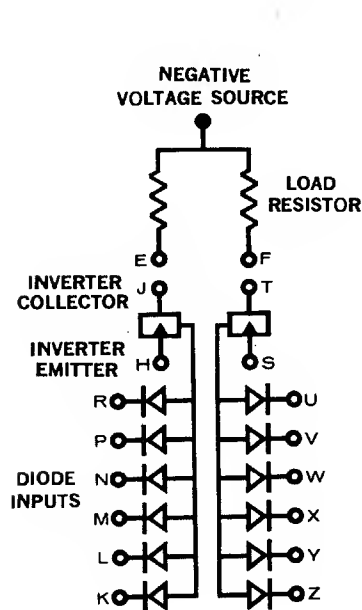 NEGATIVE
VOLTAGE SOURCE
LOAD
RESISTOR
E F
INVERTER
COLLECTOR
J T
INVERTER
EMITTER
H S
R U
P V
DIODE
INPUTS
N W
M X
L Y
K Z